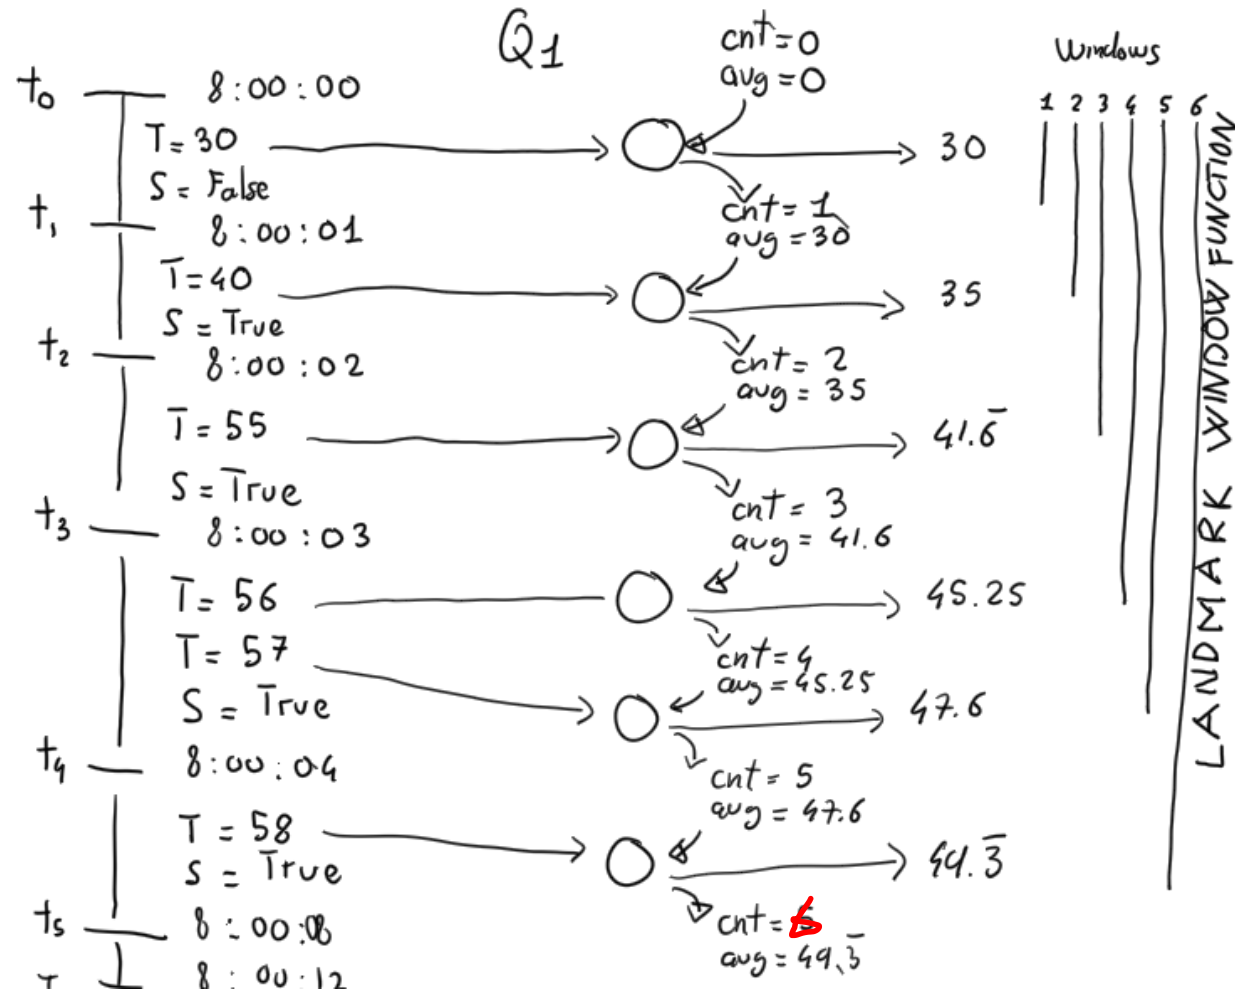 Q1
cnt=0
avg=0
Windows
1 2 3 4 5 6
t0 8:00:00
T=30
S = False
30
t1 8:00:01
cnt= 1
avg =30
T=40
S = True
35
t2 8:00:02
cnt= 2
avg = 35
T= 55
S = True
41.6̅
t3 8:00:03
cnt= 3
avg= 41.6
T= 56
45.25
T= 57
S = True
cnt=4
avg=45.25
47.6
t4 8:00:04
cnt= 5
avg = 47.6
T = 58
S = True
49.3̅
t5 8:00:08
cnt= 6
avg = 49.3̅
8:00:12
LANDMARK WINDOW FUNCTION